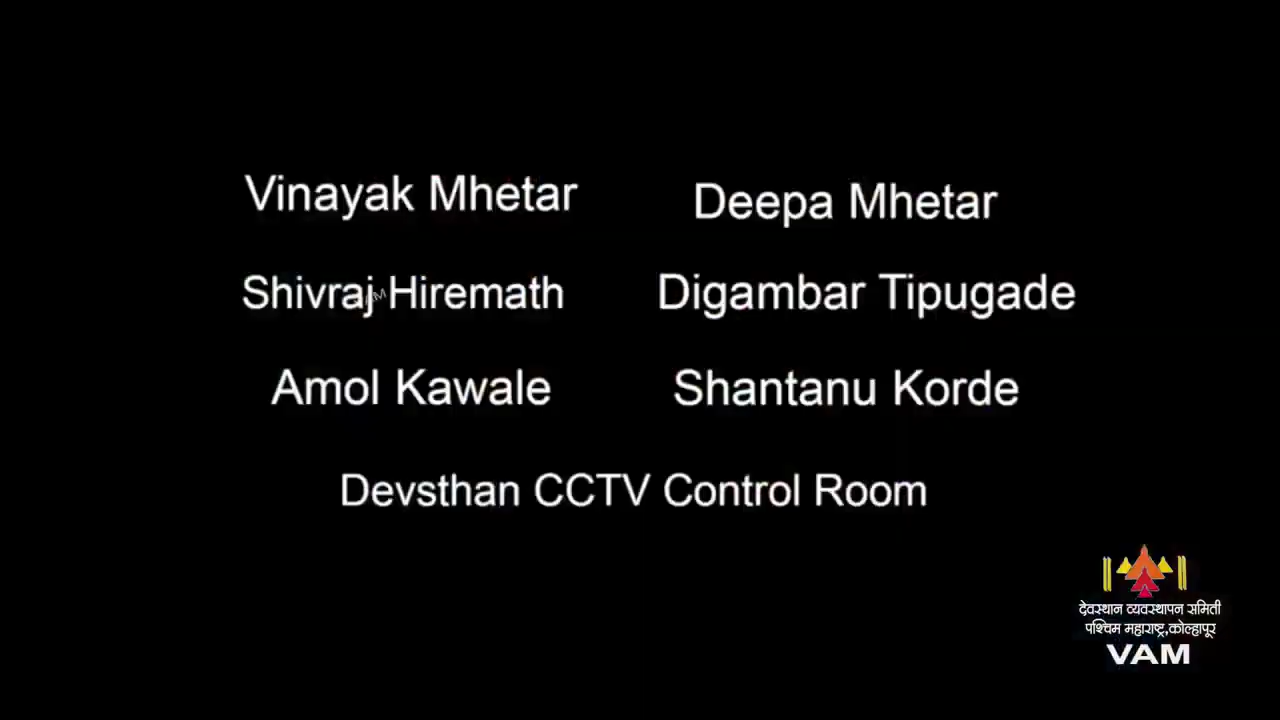 Vinayak Mhetar Deepa Mhetar
Shivraj Hiremath Digambar Tipugade
VAM
Amol Kawale Shantanu Korde
Devsthan CCTV Control Room
देवस्थान व्यवस्थापन समिती
पश्चिम महाराष्ट्र,कोल्हापूर
VAM